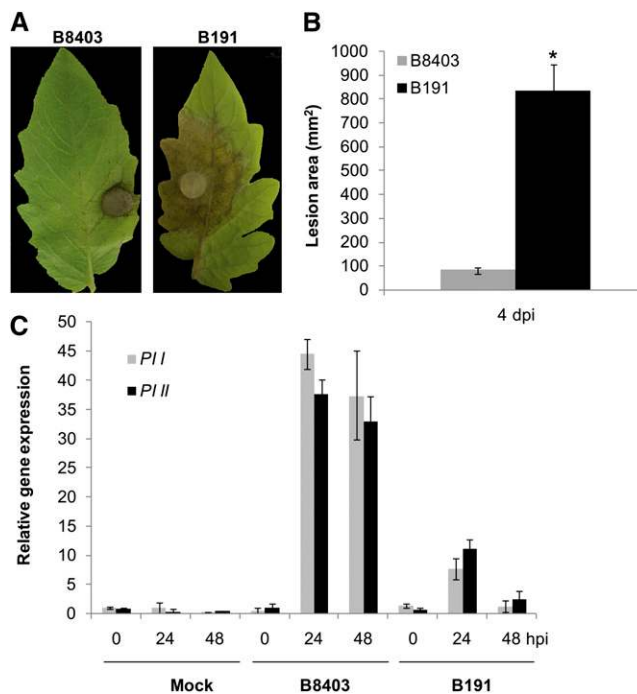 A
B8403 B191
B
1000
900
800
700
600
500
400
300
200
100
0
Lesion area (mm²)
B8403
B191
*
4 dpi
C
50
45
40
35
30
25
20
15
10
5
0
Relative gene expression
PI I
PI II
0 24 48 0 24 48 0 24 48 hpi
Mock B8403 B191